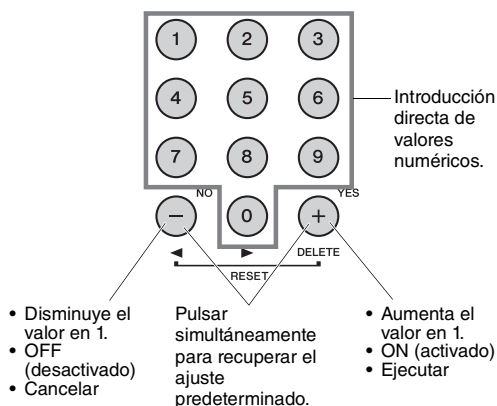 1 2 3
4 5 6
Introducción
directa de
valores
numéricos.
7 8 9
NO YES
− 0 +
◄ ► DELETE
RESET
• Disminuye el
valor en 1.
• OFF
(desactivado)
• Cancelar
Pulsar
simultáneamente
para recuperar el
ajuste
predeterminado.
• Aumenta el
valor en 1.
• ON (activado)
• Ejecutar